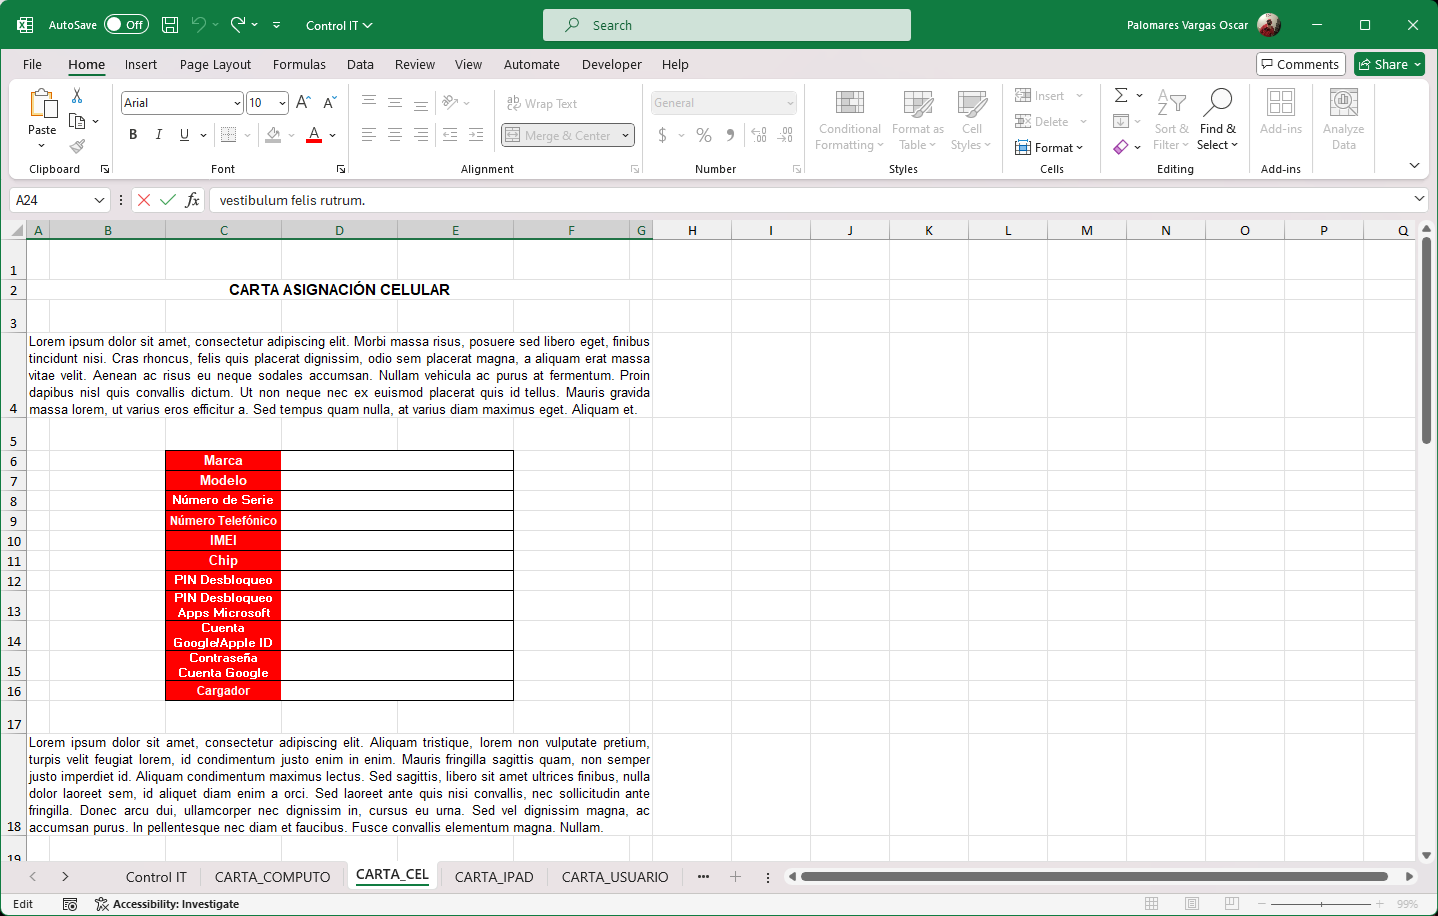 AutoSave Off Control IT Search Palomares Vargas Oscar
File Home Insert Page Layout Formulas Data Review View Automate Developer Help Comments Share
Paste Arial 10 A A ab Wrap Text General Conditional Formatting Format as Table Cell Styles Insert Delete Format Sort & Filter Find & Select Add-ins Analyze Data
B I U A Merge & Center $ % 9
Clipboard Font Alignment Number Styles Cells Editing Add-ins
A24 fx vestibulum felis rutrum.
A B C D E F G H I J K L M N O P Q
1
2 CARTA ASIGNACIÓN CELULAR
3
Lorem ipsum dolor sit amet, consectetur adipiscing elit. Morbi massa risus, posuere sed libero eget, finibus
tincidunt nisi. Cras rhoncus, felis quis placerat dignissim, odio sem placerat magna, a aliquam erat massa
vitae velit. Aenean ac risus eu neque sodales accumsan. Nullam vehicula ac purus at fermentum. Proin
dapibus nisl quis convallis dictum. Ut non neque nec ex euismod placerat quis id tellus. Mauris gravida
4 massa lorem, ut varius eros efficitur a. Sed tempus quam nulla, at varius diam maximus eget. Aliquam et.
5
6 Marca
7 Modelo
8 Número de Serie
9 Número Telefónico
10 IMEI
11 Chip
12 PIN Desbloqueo
PIN Desbloqueo
13 Apps Microsoft
Cuenta
14 Google/Apple ID
Contraseña
15 Cuenta Google
16 Cargador
17
Lorem ipsum dolor sit amet, consectetur adipiscing elit. Aliquam tristique, lorem non vulputate pretium,
turpis velit feugiat lorem, id condimentum justo enim in enim. Mauris fringilla sagittis quam, non semper
justo imperdiet id. Aliquam condimentum maximus lectus. Sed sagittis, libero sit amet ultrices finibus, nulla
dolor laoreet sem, id aliquet diam enim a orci. Sed laoreet ante quis nisi convallis, nec sollicitudin ante
fringilla. Donec arcu dui, ullamcorper nec dignissim in, cursus eu urna. Sed vel dignissim magna, ac
18 accumsan purus. In pellentesque nec diam et faucibus. Fusce convallis elementum magna. Nullam.
19
Control IT CARTA_COMPUTO CARTA_CEL CARTA_IPAD CARTA_USUARIO ...
Edit Accessibility: Investigate 99%